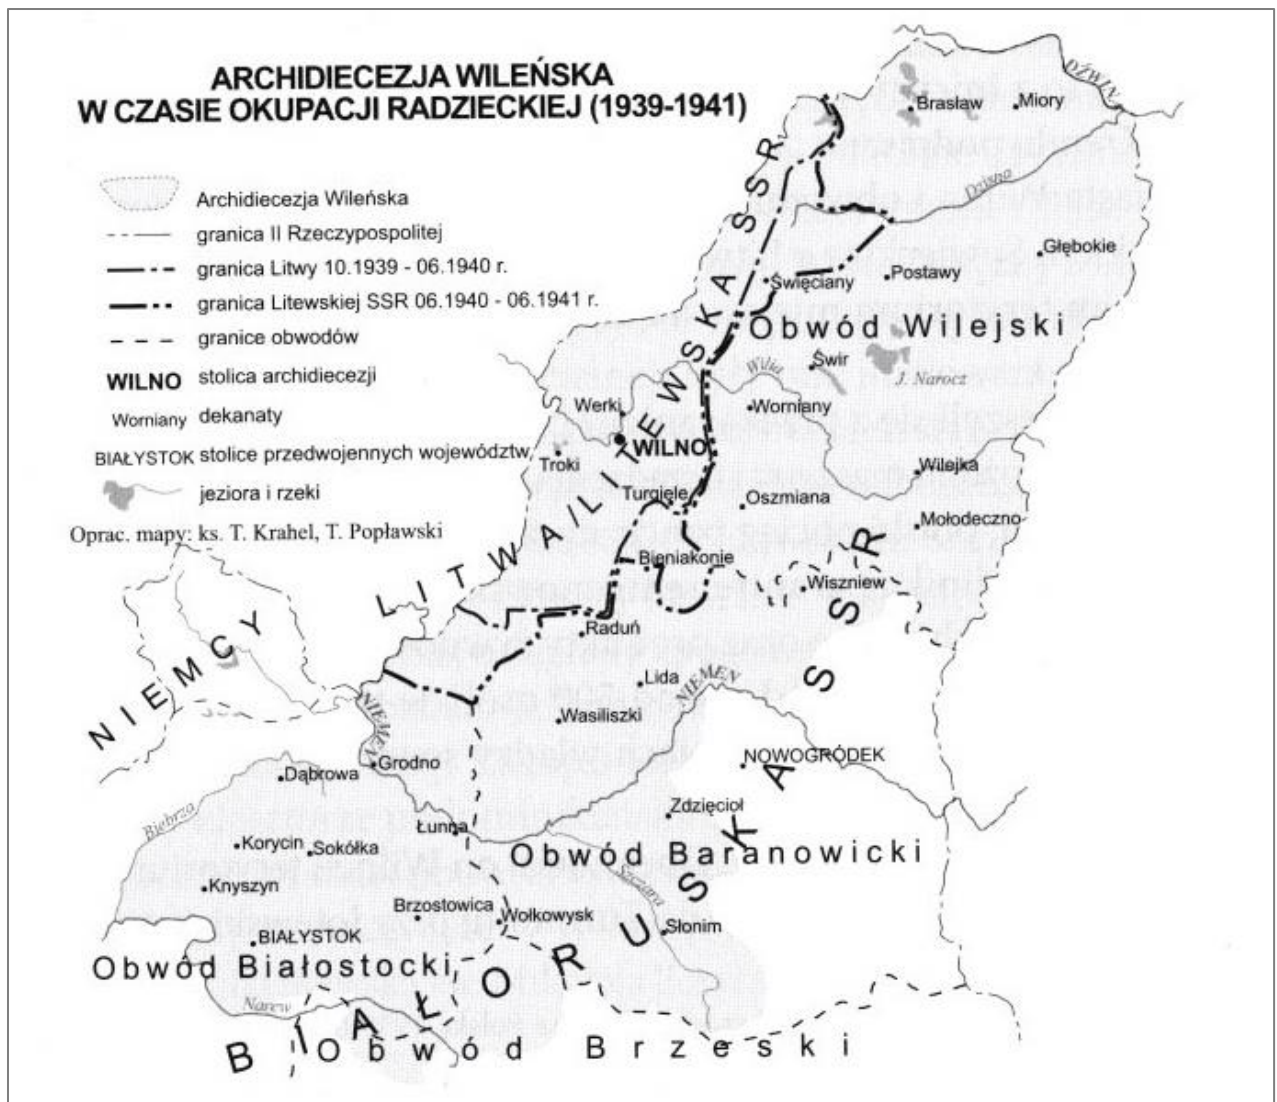 ARCHIDIECEZJA WILEŃSKA
W CZASIE OKUPACJI RADZIECKIEJ (1939-1941)
Archidiecezja Wileńska
granica II Rzeczypospolitej
granica Litwy 10.1939 - 06.1940 r.
granica Litewskiej SSR 06.1940 - 06.1941 r.
granice obwodów
WILNO stolica archidiecezji
Worniany dekanaty
BIAŁYSTOK stolice przedwojennych województw
jeziora i rzeki
Oprac. mapy: ks. T. Krahel, T. Popławski
DŹWINA
Brasław
Miory
Dzisna
Głębokie
Święciany
Postawy
Obwód Wilejski
Świr
J. Narocz
Wilia
Worniany
Werki
WILNO
Troki
Turgiele
Wilejka
Oszmiana
Mołodeczno
LITWA/LITEWSKA SSR
Bieniakonie
Wiszniew
Raduń
Lida
NIEMEN
Wasiliszki
NIEMCY
NIEMEN
Grodno
Dąbrowa
NOWOGRÓDEK
Zdzięcioł
Biebrza
Łunna
Korycin
Sokółka
Obwód Baranowicki
Knyszyn
Szczara
Brzostowica
Wołkowysk
Słonim
BIAŁYSTOK
Obwód Białostocki
Narew
BIAŁORUSKA SSR
Obwód Brzeski